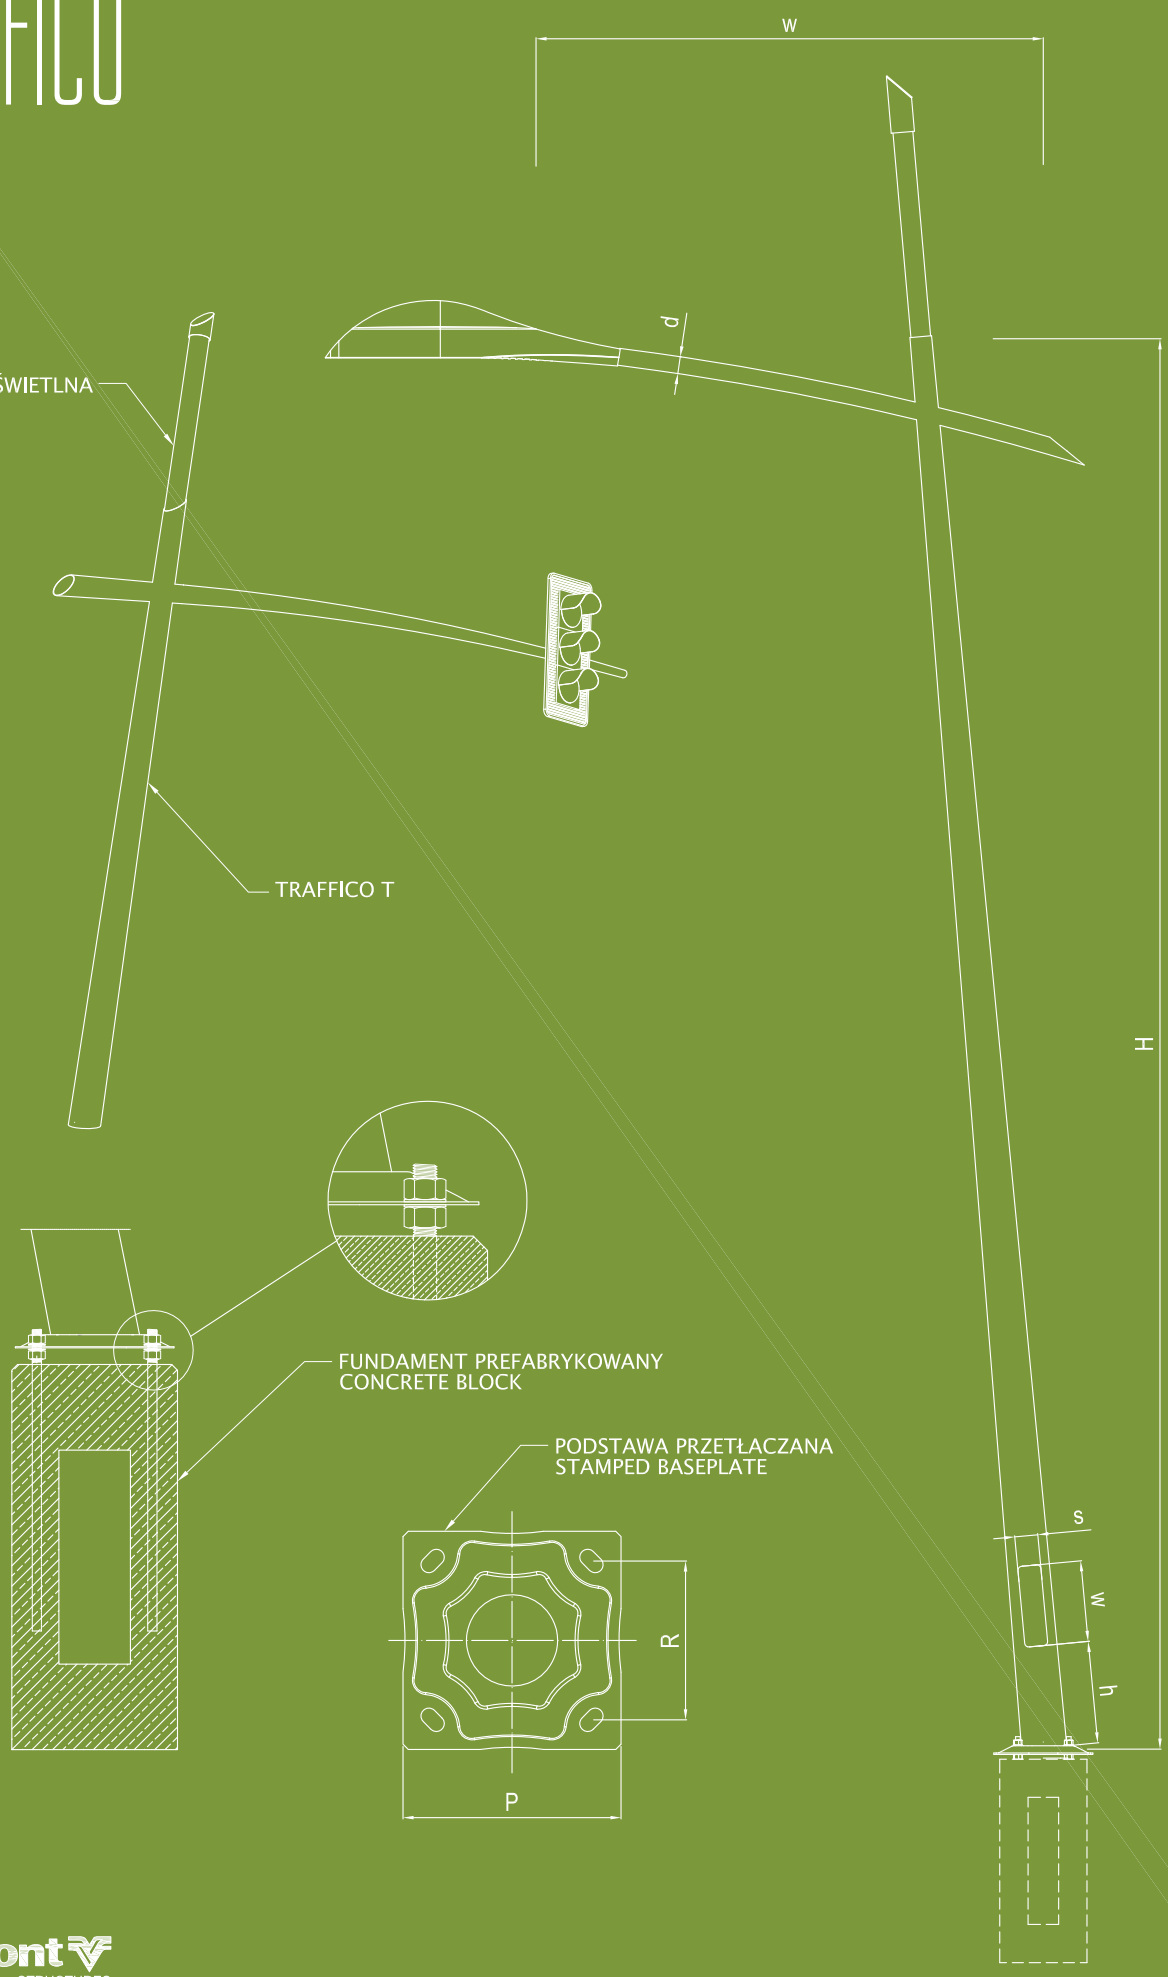 FICO
W
d
ŚWIETLNA
TRAFFICO T
H
FUNDAMENT PREFABRYKOWANY
CONCRETE BLOCK
PODSTAWA PRZETŁACZANA
STAMPED BASEPLATE
s
w
R
h
P
ont